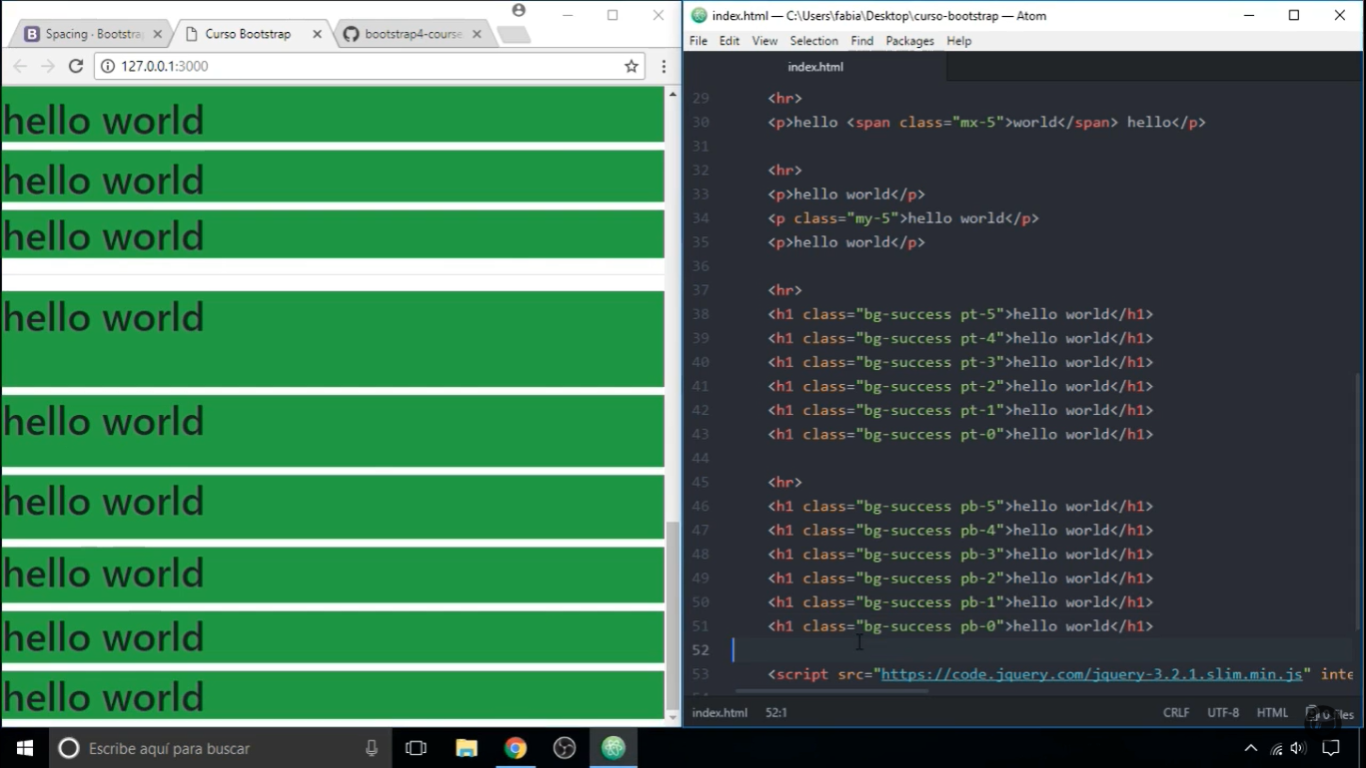 Spacing · Bootstra
Curso Bootstrap
bootstrap4-course
127.0.0.1:3000
hello world
hello world
hello world
hello world
hello world
hello world
hello world
hello world
hello world
index.html — C:\Users\fabia\Desktop\curso-bootstrap — Atom
File Edit View Selection Find Packages Help
index.html
29 <hr>
30 <p>hello <span class="mx-5">world</span> hello</p>
31
32 <hr>
33 <p>hello world</p>
34 <p class="my-5">hello world</p>
35 <p>hello world</p>
36
37 <hr>
38 <h1 class="bg-success pt-5">hello world</h1>
39 <h1 class="bg-success pt-4">hello world</h1>
40 <h1 class="bg-success pt-3">hello world</h1>
41 <h1 class="bg-success pt-2">hello world</h1>
42 <h1 class="bg-success pt-1">hello world</h1>
43 <h1 class="bg-success pt-0">hello world</h1>
44
45 <hr>
46 <h1 class="bg-success pb-5">hello world</h1>
47 <h1 class="bg-success pb-4">hello world</h1>
48 <h1 class="bg-success pb-3">hello world</h1>
49 <h1 class="bg-success pb-2">hello world</h1>
50 <h1 class="bg-success pb-1">hello world</h1>
51 <h1 class="bg-success pb-0">hello world</h1>
52
53 <script src="https://code.jquery.com/jquery-3.2.1.slim.min.js" inte
index.html 52:1 CRLF UTF-8 HTML
Escribe aquí para buscar